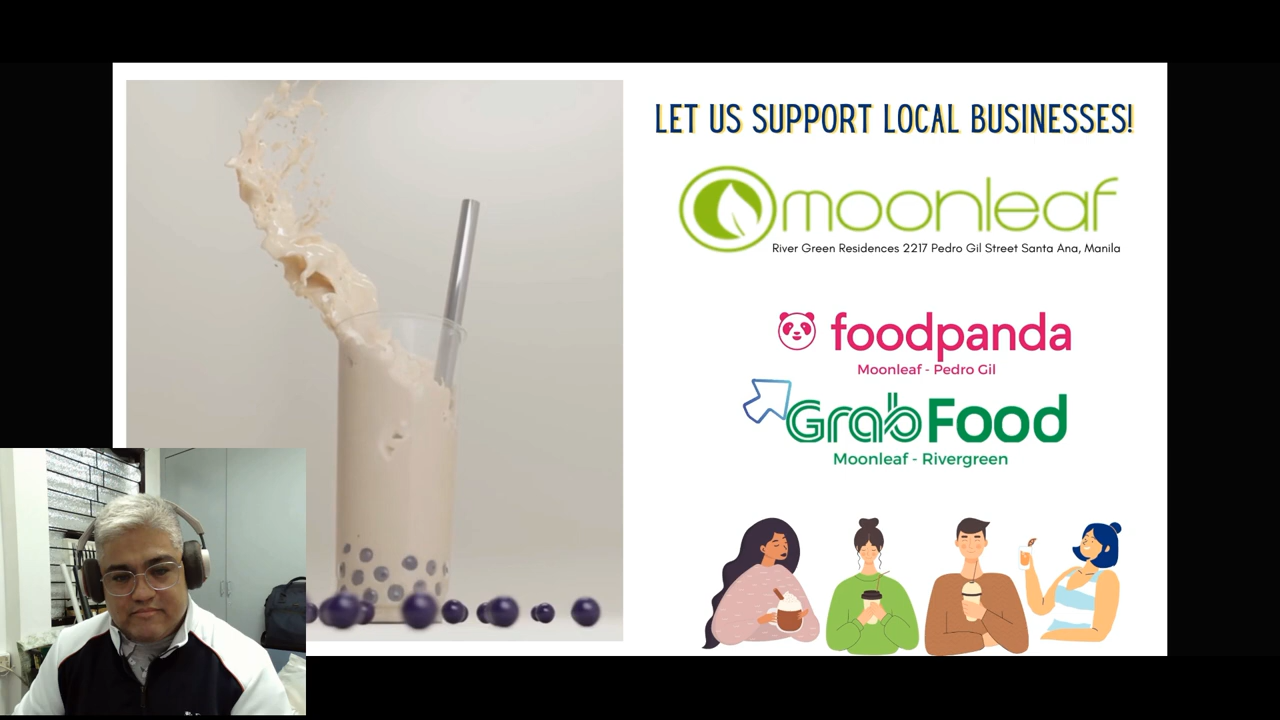 LET US SUPPORT LOCAL BUSINESSES!
moonleaf
River Green Residences 2217 Pedro Gil Street Santa Ana, Manila
foodpanda
Moonleaf - Pedro Gil
GrabFood
Moonleaf - Rivergreen